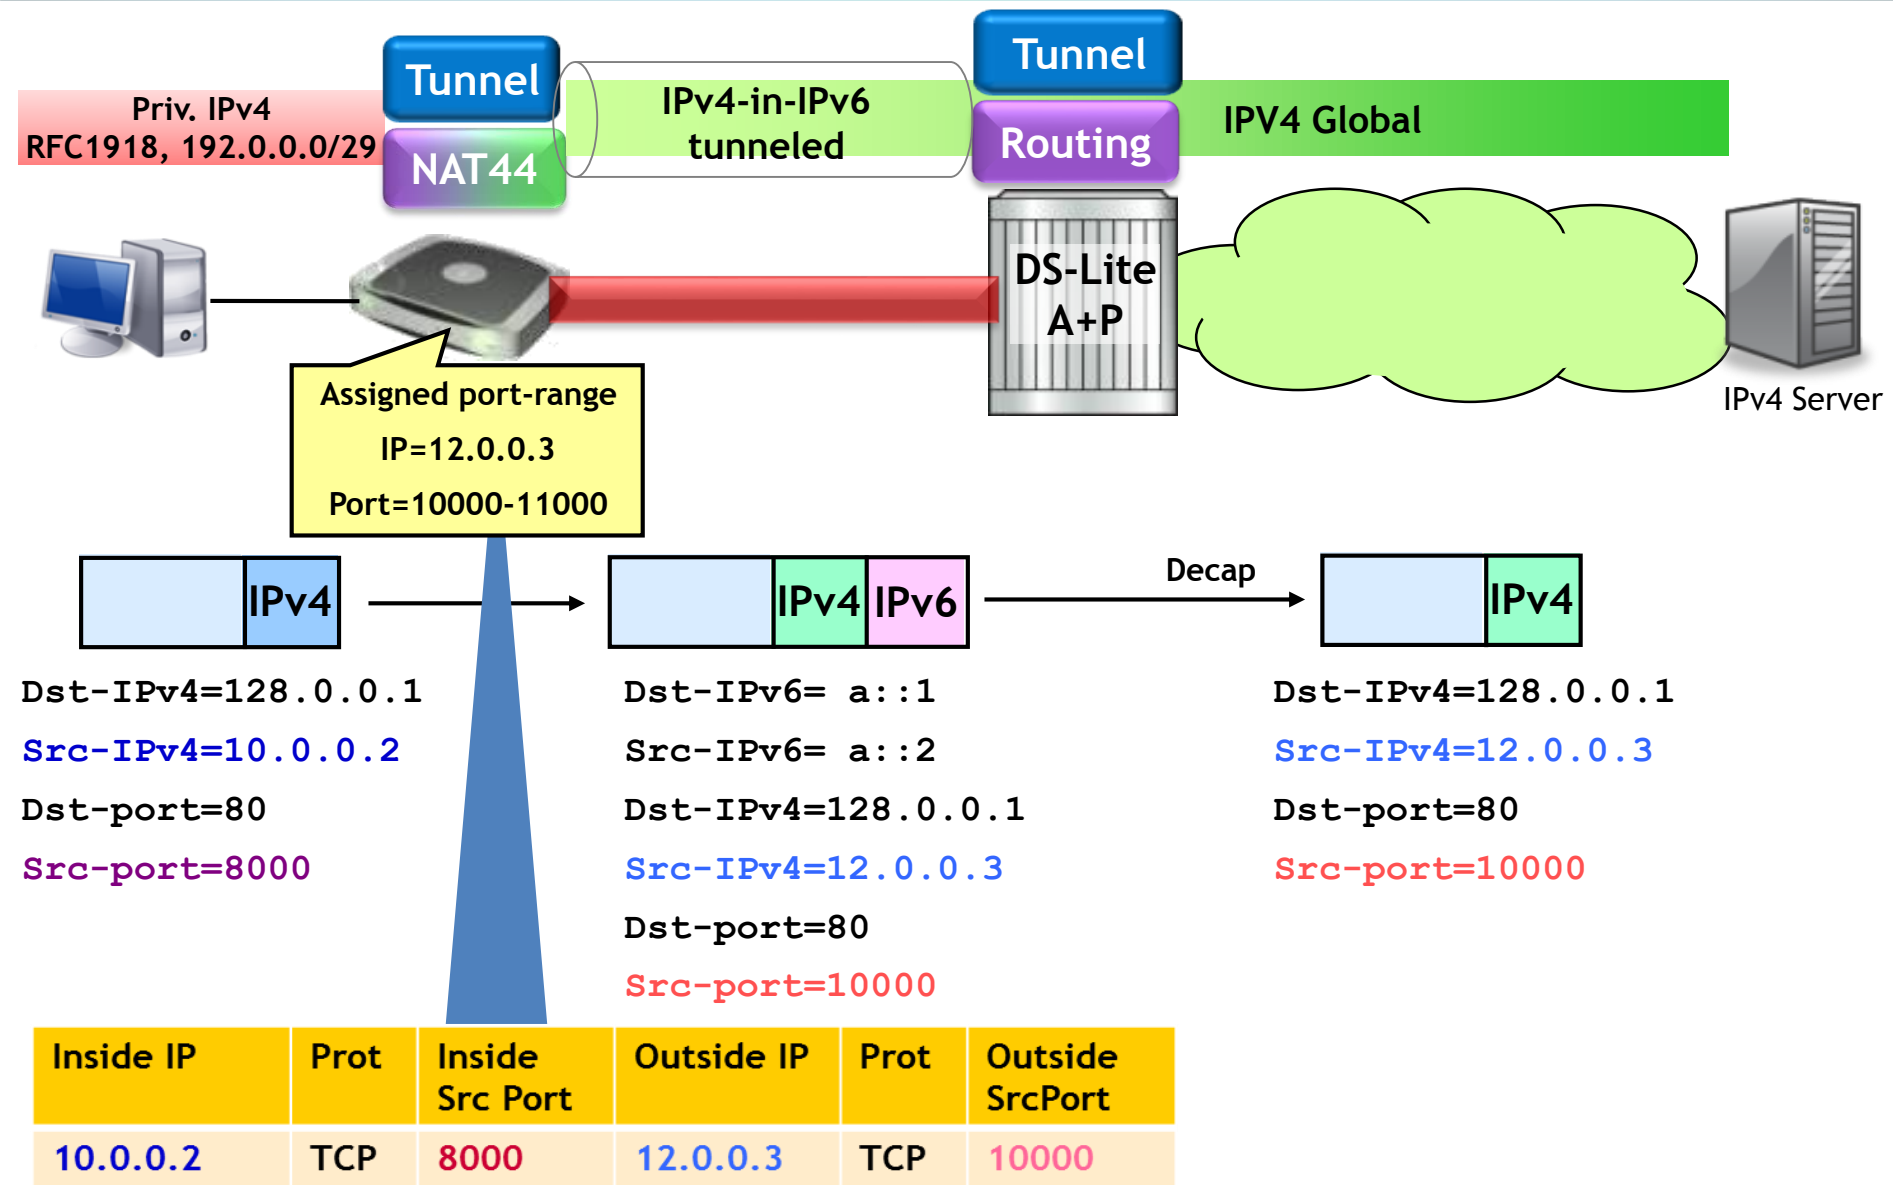 Tunnel
Tunnel
Priv. IPv4
RFC1918, 192.0.0.0/29
NAT44
IPv4-in-IPv6
tunneled
Routing
IPV4 Global
DS-Lite
A+P
IPv4 Server
Assigned port-range
IP=12.0.0.3
Port=10000-11000
IPv4
IPv4 IPv6
Decap
IPv4
Dst-IPv4=128.0.0.1
Src-IPv4=10.0.0.2
Dst-port=80
Src-port=8000
Dst-IPv6= a::1
Src-IPv6= a::2
Dst-IPv4=128.0.0.1
Src-IPv4=12.0.0.3
Dst-port=80
Src-port=10000
Dst-IPv4=128.0.0.1
Src-IPv4=12.0.0.3
Dst-port=80
Src-port=10000
Inside IP
Prot
Inside
Src Port
Outside IP
Prot
Outside
SrcPort
10.0.0.2 TCP 8000 12.0.0.3 TCP 10000